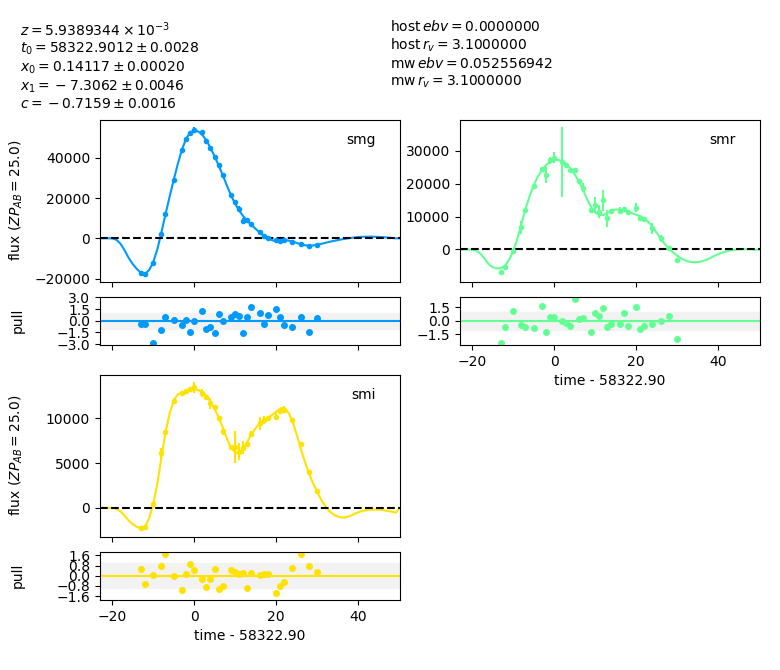 z = 5.9389344 × 10⁻³
t₀ = 58322.9012 ± 0.0028
x₀ = 0.14117 ± 0.00020
x₁ = −7.3062 ± 0.0046
c = −0.7159 ± 0.0016
host ebv = 0.0000000
host r_v = 3.1000000
mw ebv = 0.052556942
mw r_v = 3.1000000
smg
flux (ZP_AB = 25.0)
40000
20000
0
−20000
smr
30000
20000
10000
0
pull
3.0
1.5
0.0
−1.5
−3.0
1.5
0.0
−1.5
−20 0 20 40
time - 58322.90
smi
flux (ZP_AB = 25.0)
10000
5000
0
pull
1.6
0.8
0.0
−0.8
−1.6
−20 0 20 40
time - 58322.90